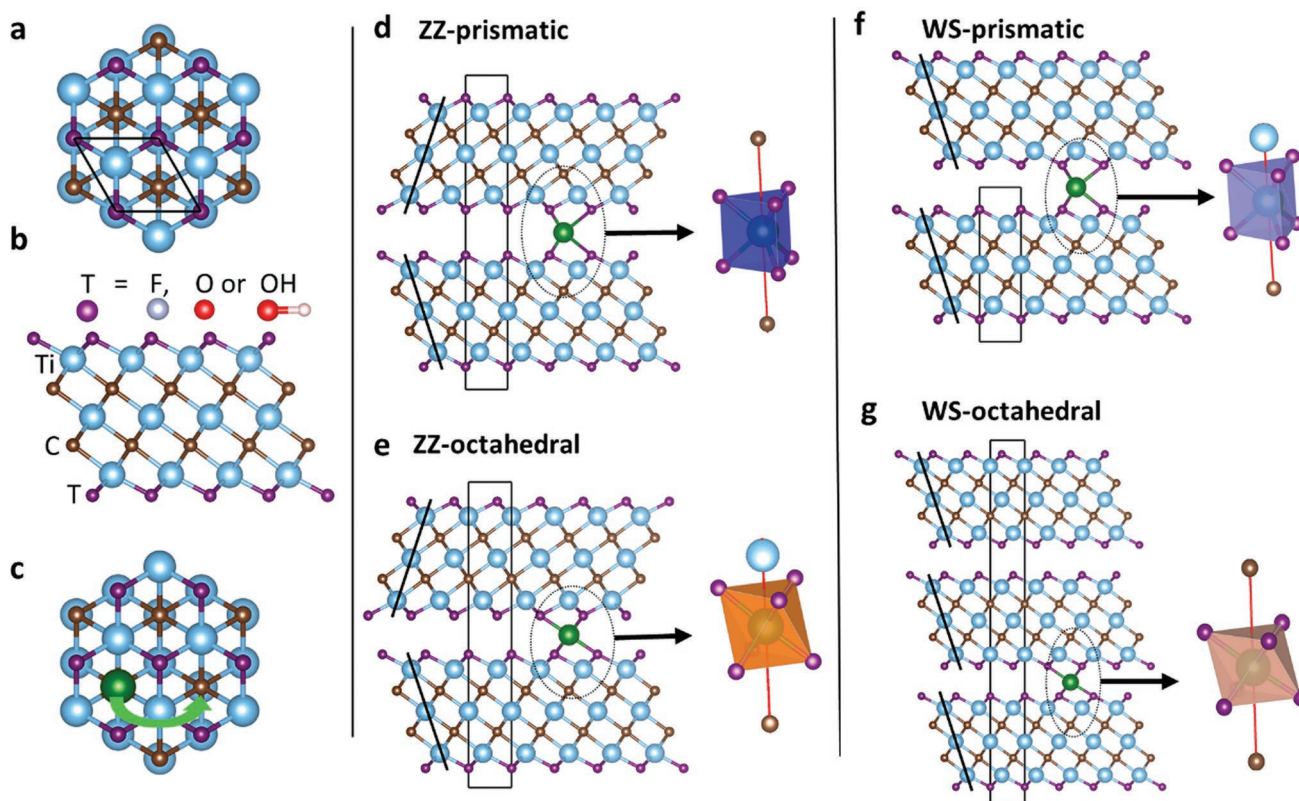 a
b
T = F, O or OH
Ti
C
T
c
d ZZ-prismatic
e ZZ-octahedral
f WS-prismatic
g WS-octahedral